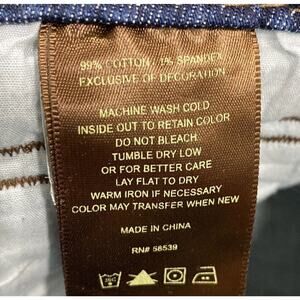 99% COTTON 1% SPANDEX
EXCLUSIVE OF DECORATION
MACHINE WASH COLD
INSIDE OUT TO RETAIN COLOR
DO NOT BLEACH
TUMBLE DRY LOW
OR FOR BETTER CARE
LAY FLAT TO DRY
WARM IRON IF NECESSARY
COLOR MAY TRANSFER WHEN NEW
MADE IN CHINA
RN# 58539